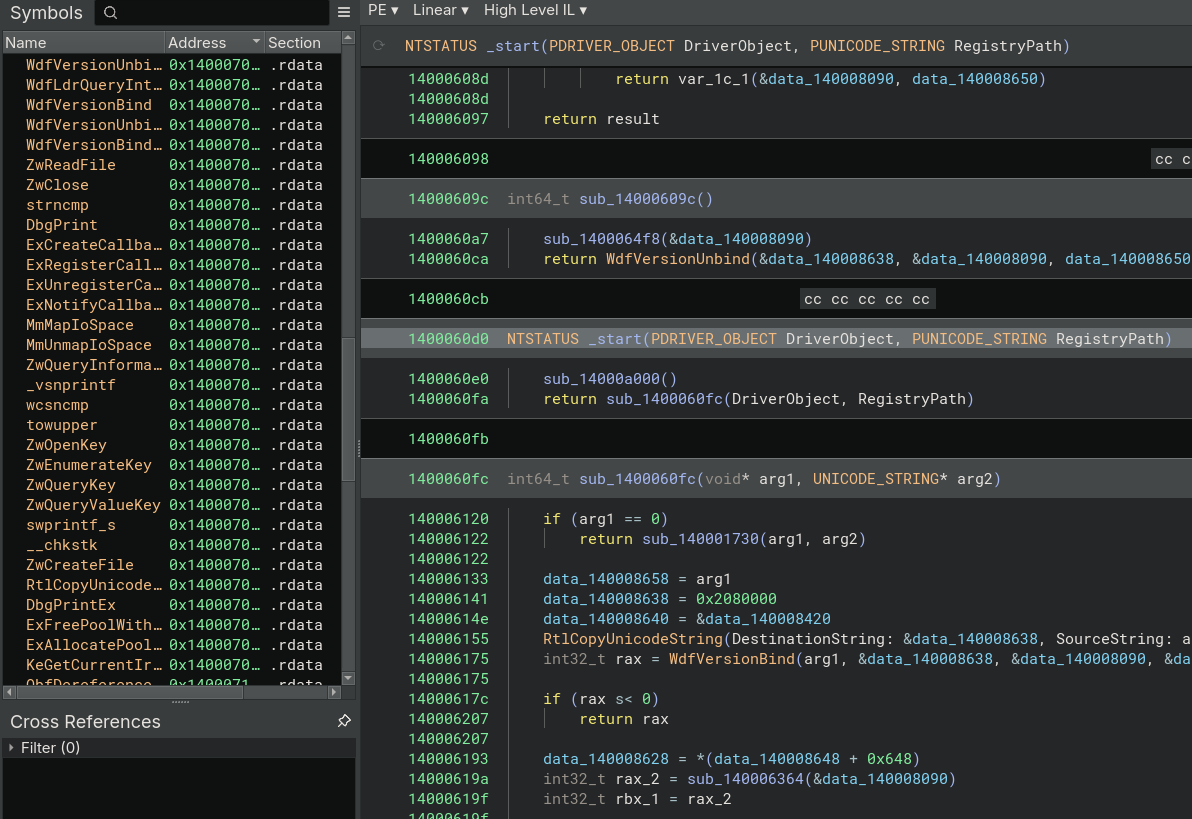 Symbols
Name Address Section
WdfVersionUnbi… 0x1400070… .rdata
WdfLdrQueryInt… 0x1400070… .rdata
WdfVersionBind 0x1400070… .rdata
WdfVersionUnbi… 0x1400070… .rdata
WdfVersionBind… 0x1400070… .rdata
ZwReadFile 0x1400070… .rdata
ZwClose 0x1400070… .rdata
strncmp 0x1400070… .rdata
DbgPrint 0x1400070… .rdata
ExCreateCallba… 0x1400070… .rdata
ExRegisterCall… 0x1400070… .rdata
ExUnregisterCa… 0x1400070… .rdata
ExNotifyCallba… 0x1400070… .rdata
MmMapIoSpace 0x1400070… .rdata
MmUnmapIoSpace 0x1400070… .rdata
ZwQueryInforma… 0x1400070… .rdata
_vsnprintf 0x1400070… .rdata
wcsncmp 0x1400070… .rdata
towupper 0x1400070… .rdata
ZwOpenKey 0x1400070… .rdata
ZwEnumerateKey 0x1400070… .rdata
ZwQueryKey 0x1400070… .rdata
ZwQueryValueKey 0x1400070… .rdata
swprintf_s 0x1400070… .rdata
__chkstk 0x1400070… .rdata
ZwCreateFile 0x1400070… .rdata
RtlCopyUnicode… 0x1400070… .rdata
DbgPrintEx 0x1400070… .rdata
ExFreePoolWith… 0x1400070… .rdata
ExAllocatePool… 0x1400070… .rdata
KeGetCurrentIr… 0x1400070… .rdata
ObfDereference 0x1400071 .rdata
Cross References
Filter (0)
PE ▾ Linear ▾ High Level IL ▾
NTSTATUS _start(PDRIVER_OBJECT DriverObject, PUNICODE_STRING RegistryPath)
14000608d return var_1c_1(&data_140008090, data_140008650)
14000608d
140006097 return result
140006098 cc c
14000609c int64_t sub_14000609c()
1400060a7 sub_1400064f8(&data_140008090)
1400060ca return WdfVersionUnbind(&data_140008638, &data_140008090, data_140008650
1400060cb cc cc cc cc cc
1400060d0 NTSTATUS _start(PDRIVER_OBJECT DriverObject, PUNICODE_STRING RegistryPath)
1400060e0 sub_14000a000()
1400060fa return sub_1400060fc(DriverObject, RegistryPath)
1400060fb
1400060fc int64_t sub_1400060fc(void* arg1, UNICODE_STRING* arg2)
140006120 if (arg1 == 0)
140006122 return sub_140001730(arg1, arg2)
140006122
140006133 data_140008658 = arg1
140006141 data_140008638 = 0x2080000
14000614e data_140008640 = &data_140008420
140006155 RtlCopyUnicodeString(DestinationString: &data_140008638, SourceString: a
140006175 int32_t rax = WdfVersionBind(arg1, &data_140008638, &data_140008090, &da
140006175
14000617c if (rax s< 0)
140006207 return rax
140006207
140006193 data_140008628 = *(data_140008648 + 0x648)
14000619a int32_t rax_2 = sub_140006364(&data_140008090)
14000619f int32_t rbx_1 = rax_2
14000619f